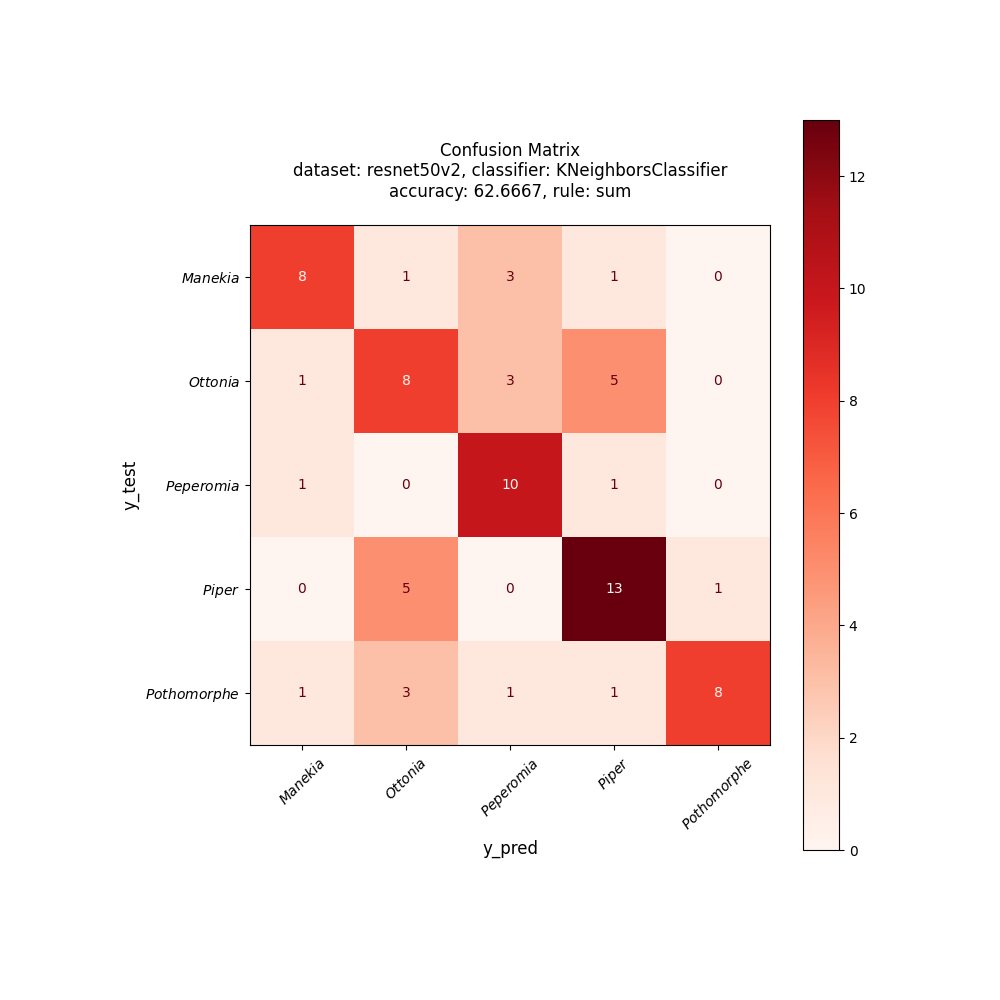 Confusion Matrix
dataset: resnet50v2, classifier: KNeighborsClassifier
accuracy: 62.6667, rule: sum
Manekia 8 1 3 1 0
Ottonia 1 8 3 5 0
Peperomia 1 0 10 1 0
Piper 0 5 0 13 1
Pothomorphe 1 3 1 1 8
Manekia Ottonia Peperomia Piper Pothomorphe
y_test
y_pred
12
10
8
6
4
2
0